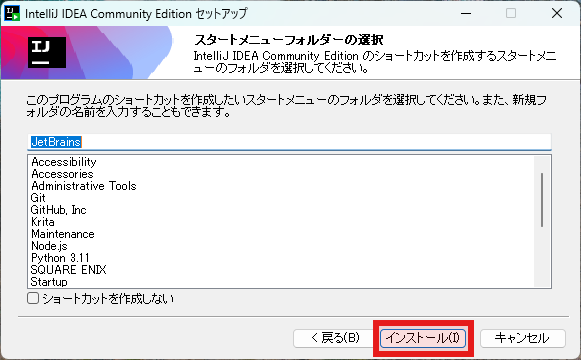 IntelliJ IDEA Community Edition セットアップ
IJ
スタートメニューフォルダーの選択
IntelliJ IDEA Community Edition のショートカットを作成するスタートメニ
ューのフォルダを選択してください。
このプログラムのショートカットを作成したいスタートメニューのフォルダを選択してください。また、新規フ
ォルダの名前を入力することもできます。
JetBrains
Accessibility
Accessories
Administrative Tools
Git
GitHub, Inc
Krita
Maintenance
Node.js
Python 3.11
SQUARE ENIX
Startup
ショートカットを作成しない
< 戻る(B)
インストール(I)
キャンセル